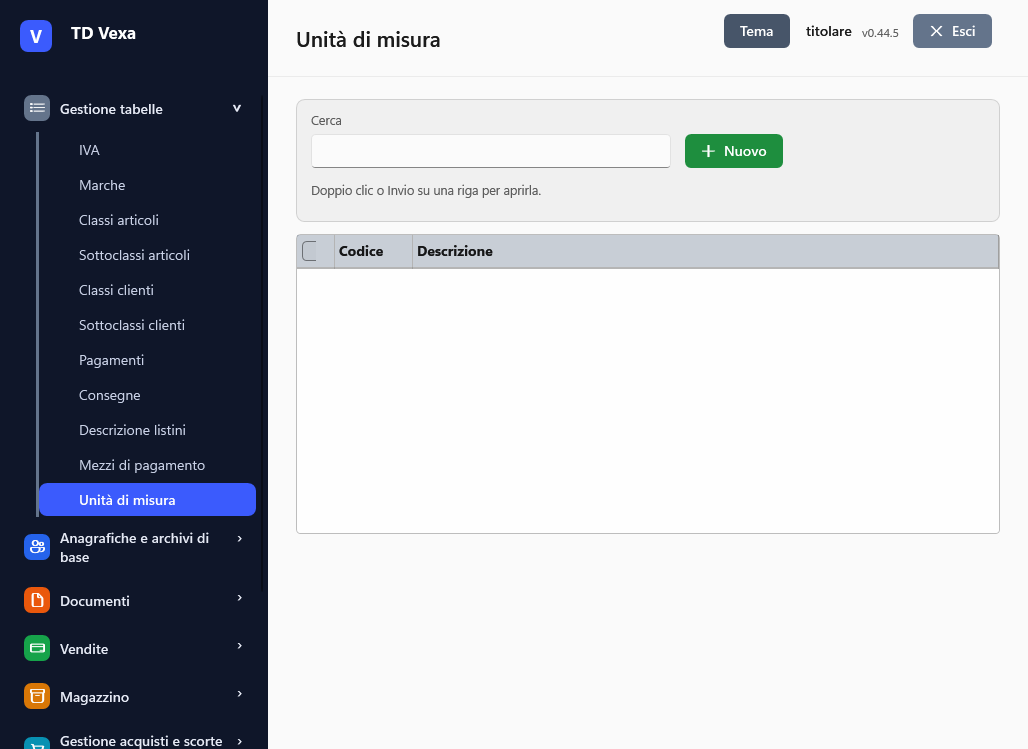 V
TD Vexa
Gestione tabelle
IVA
Marche
Classi articoli
Sottoclassi articoli
Classi clienti
Sottoclassi clienti
Pagamenti
Consegne
Descrizione listini
Mezzi di pagamento
Unità di misura
Anagrafiche e archivi di
base
Documenti
Vendite
Magazzino
Gestione acquisti e scorte
Unità di misura
Tema
titolare v0.44.5
Esci
Cerca
Nuovo
Doppio clic o Invio su una riga per aprirla.
Codice Descrizione